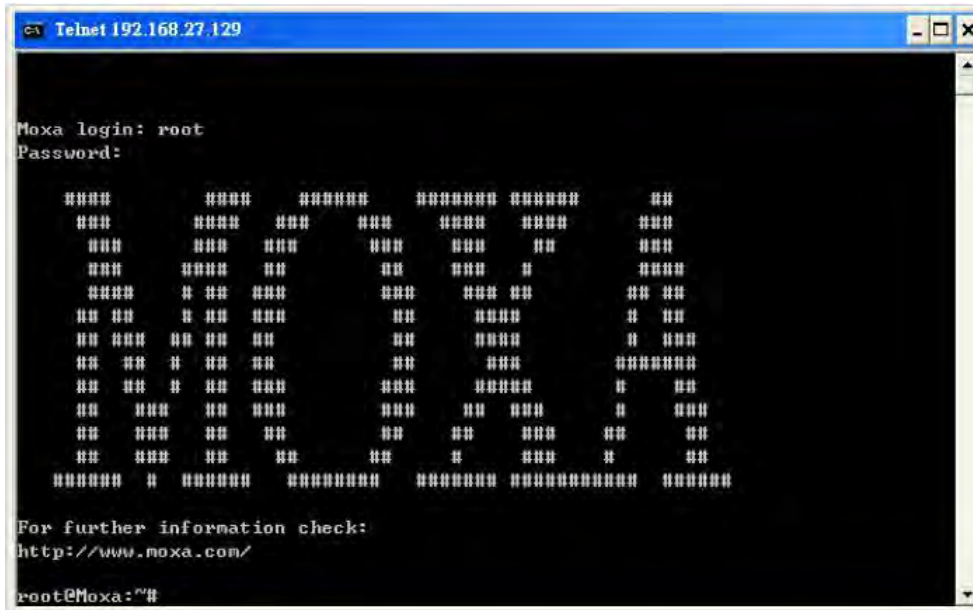 Telnet 192.168.27.129
Moxa login: root
Password:
MOXA
For further information check:
http://www.moxa.com/
root@Moxa:~#